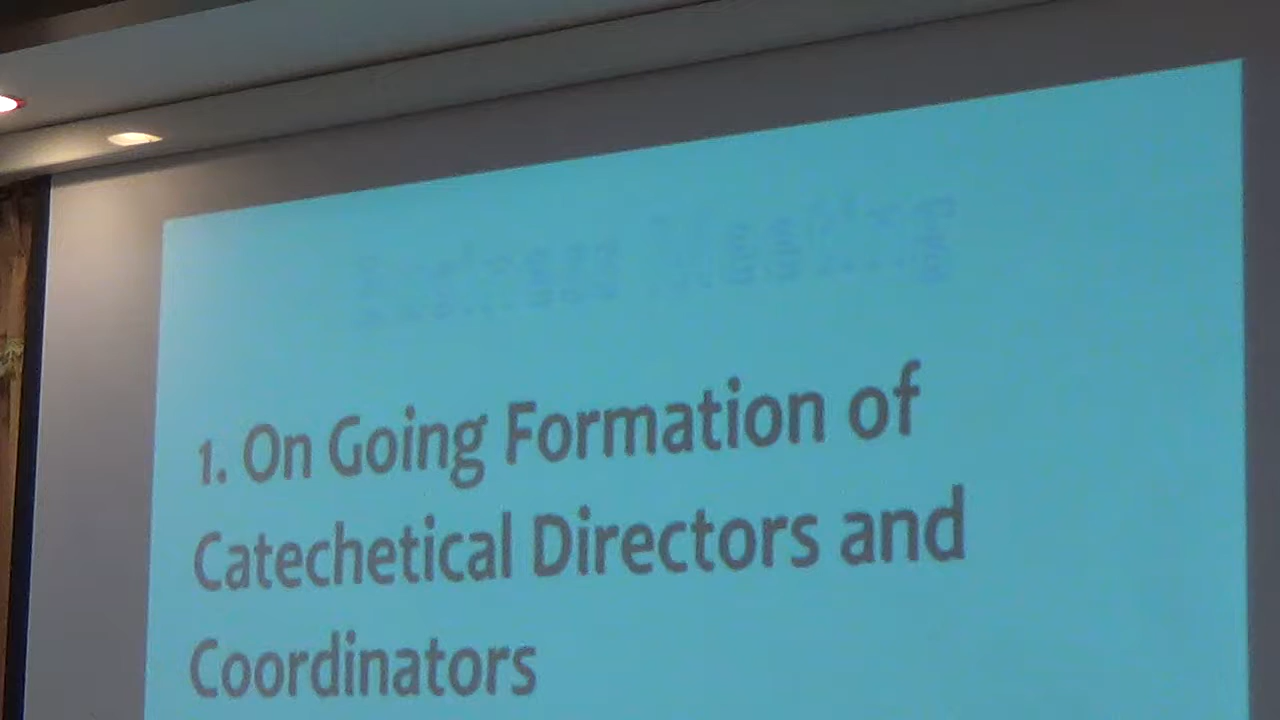 1. On Going Formation of
Catechetical Directors and
Coordinators